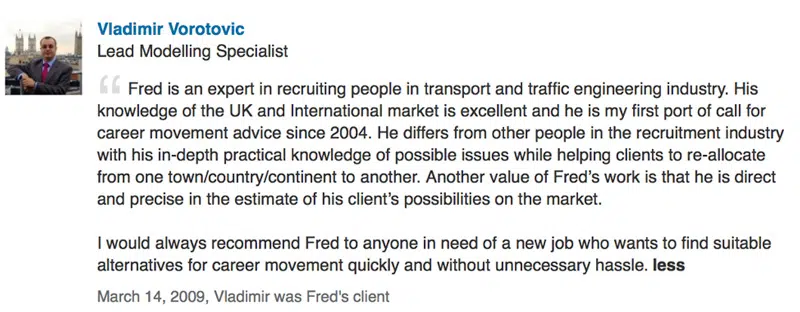 Vladimir Vorotovic
Lead Modelling Specialist
“ Fred is an expert in recruiting people in transport and traffic engineering industry. His
knowledge of the UK and International market is excellent and he is my first port of call for
career movement advice since 2004. He differs from other people in the recruitment industry
with his in-depth practical knowledge of possible issues while helping clients to re-allocate
from one town/country/continent to another. Another value of Fred’s work is that he is direct
and precise in the estimate of his client’s possibilities on the market.
I would always recommend Fred to anyone in need of a new job who wants to find suitable
alternatives for career movement quickly and without unnecessary hassle. less
March 14, 2009, Vladimir was Fred's client